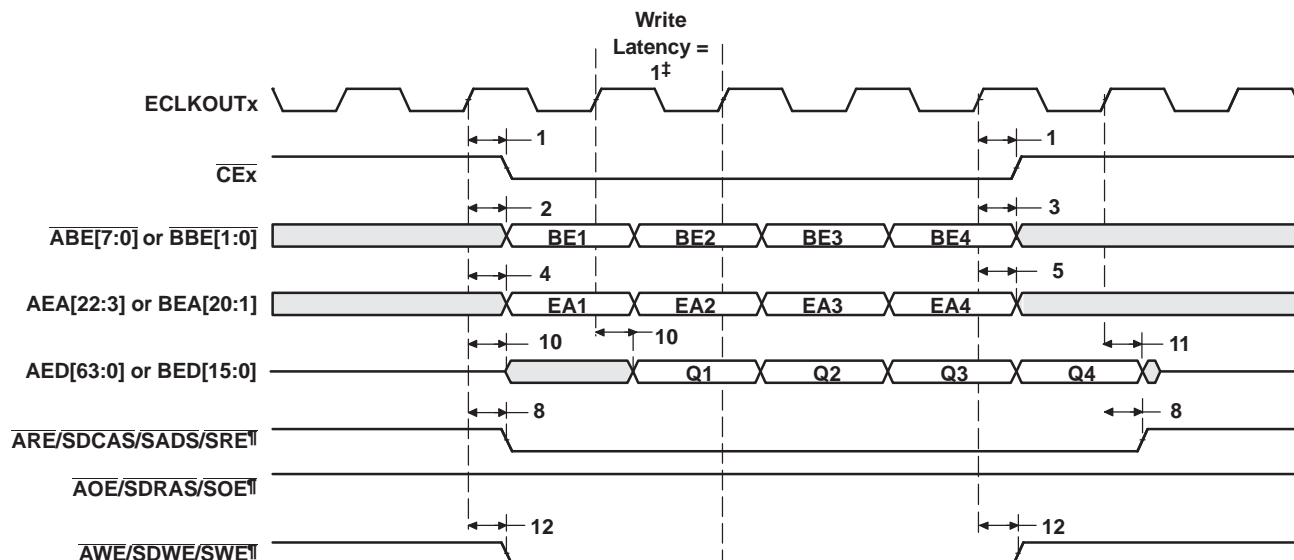 Write
Latency =
1‡
ECLKOUTx
1 1
CEx
2 3
ABE[7:0] or BBE[1:0] BE1 BE2 BE3 BE4
4 5
AEA[22:3] or BEA[20:1] EA1 EA2 EA3 EA4
10 10 11
AED[63:0] or BED[15:0] Q1 Q2 Q3 Q4
8 8
ARE/SDCAS/SADS/SRE¶
AOE/SDRAS/SOE¶
12 12
AWE/SDWE/SWE¶